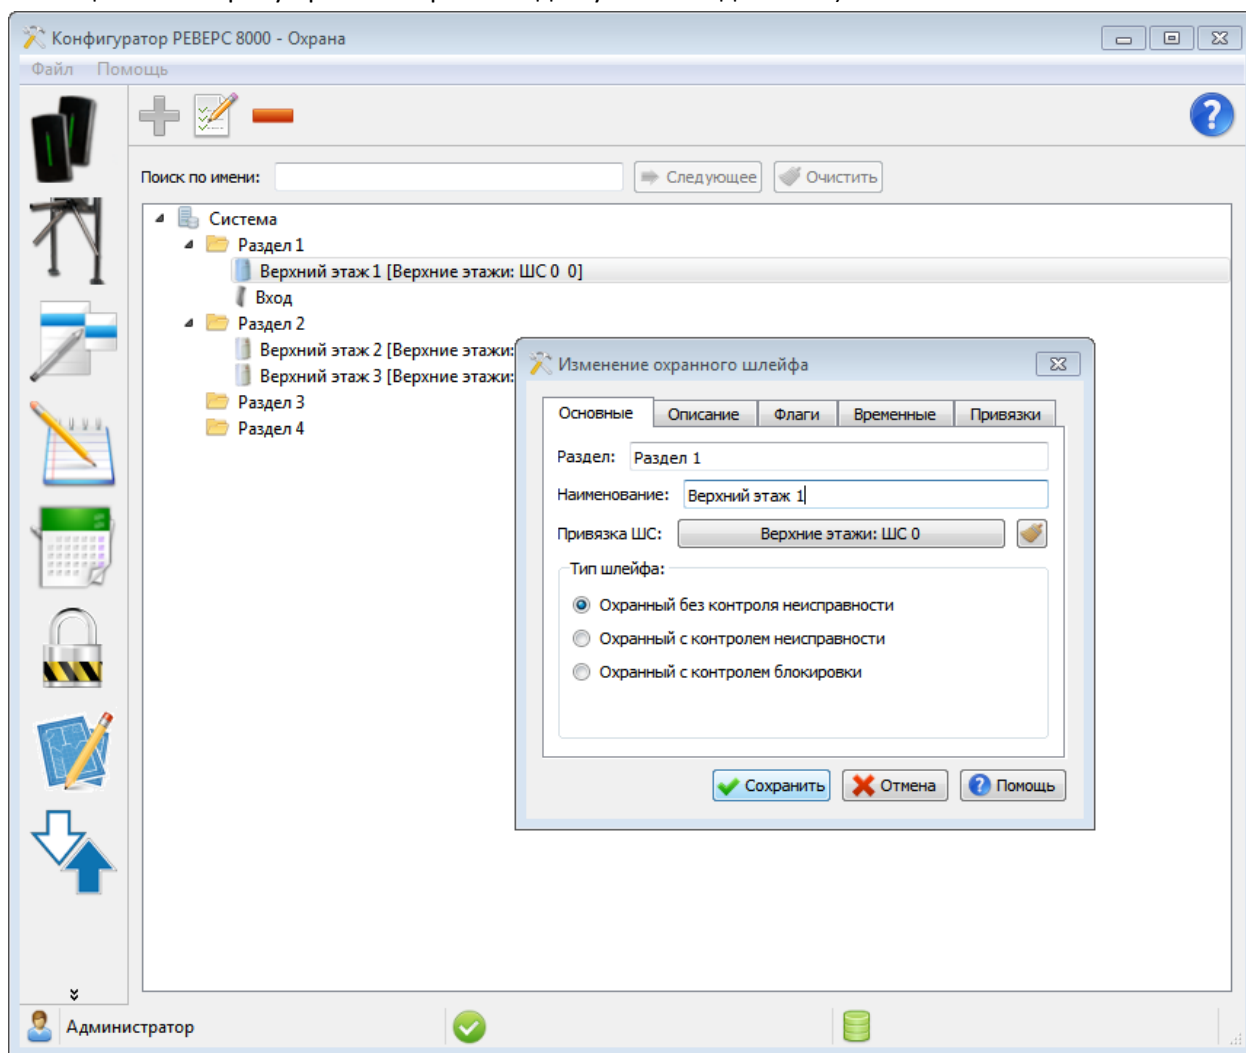 Конфигуратор РЕВЕРС 8000 - Охрана
Файл Помощь
Поиск по имени: Следующее Очистить
Система
Раздел 1
Верхний этаж 1 [Верхние этажи: ШС 0 0]
Вход
Раздел 2
Верхний этаж 2 [Верхние этажи:
Верхний этаж 3 [Верхние этажи:
Раздел 3
Раздел 4
Изменение охранного шлейфа
Основные Описание Флаги Временные Привязки
Раздел: Раздел 1
Наименование: Верхний этаж 1
Привязка ШС: Верхние этажи: ШС 0
Тип шлейфа:
Охранный без контроля неисправности
Охранный с контролем неисправности
Охранный с контролем блокировки
Сохранить Отмена Помощь
Администратор